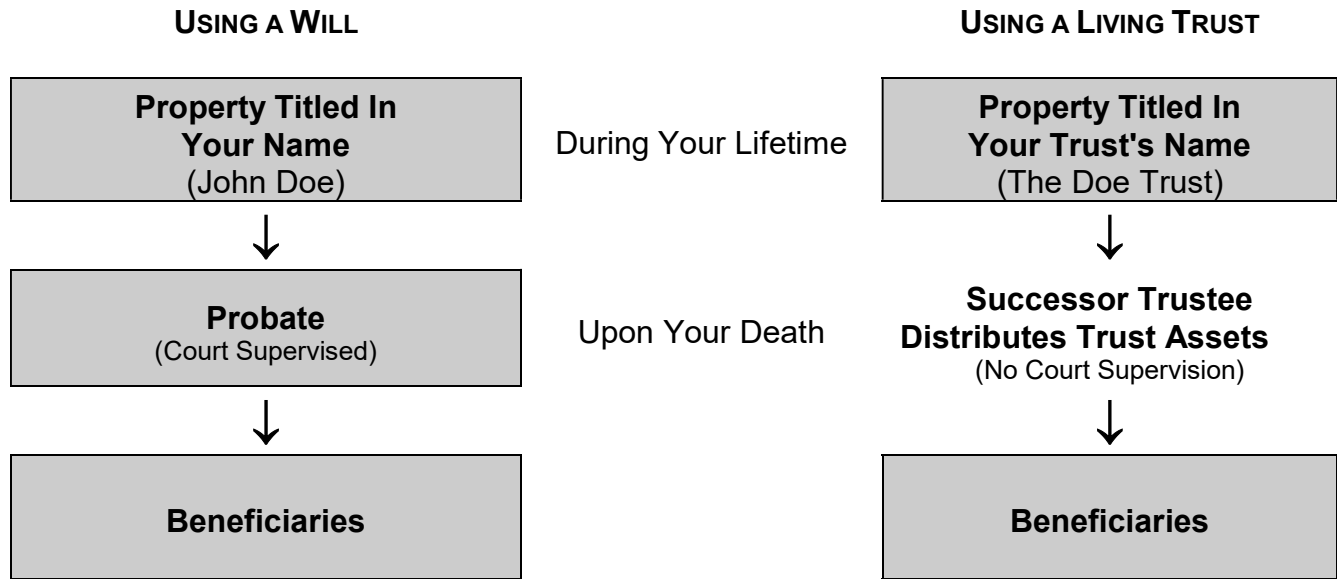 USING A WILL
USING A LIVING TRUST
Property Titled In
Your Name
(John Doe)
During Your Lifetime
Property Titled In
Your Trust's Name
(The Doe Trust)
↓
↓
Probate
(Court Supervised)
Upon Your Death
Successor Trustee
Distributes Trust Assets
(No Court Supervision)
↓
↓
Beneficiaries
Beneficiaries